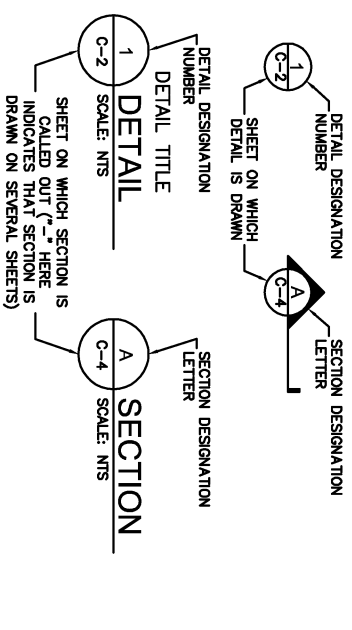 DETAIL DESIGNATION
NUMBER
1
C-2
SHEET ON WHICH
DETAIL IS DRAWN
SECTION DESIGNATION
LETTER
A
C-4
DETAIL DESIGNATION
NUMBER
DETAIL TITLE
1
C-2
DETAIL
SCALE: NTS
SHEET ON WHICH SECTION IS
CALLED OUT ("-" HERE
INDICATES THAT SECTION IS
DRAWN ON SEVERAL SHEETS)
SECTION DESIGNATION
LETTER
A
C-4
SECTION
SCALE: NTS